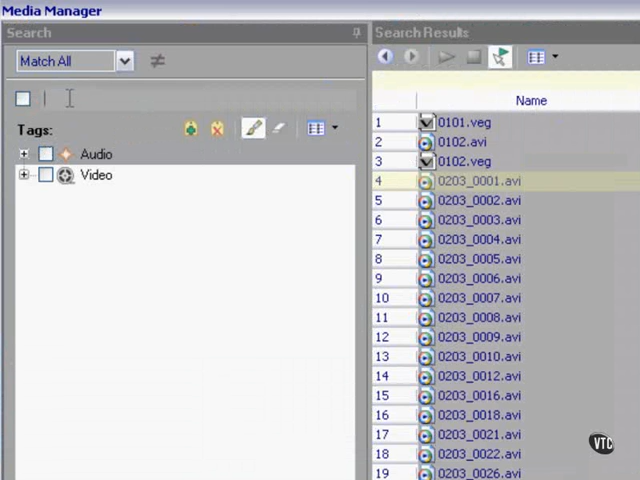 Media Manager
Search
Match All
Tags:
Audio
Video
Search Results
Name
1 0101.veg
2 0102.avi
3 0102.veg
4 0203_0001.avi
5 0203_0002.avi
6 0203_0003.avi
7 0203_0004.avi
8 0203_0005.avi
9 0203_0006.avi
10 0203_0007.avi
11 0203_0008.avi
12 0203_0009.avi
13 0203_0010.avi
14 0203_0012.avi
15 0203_0016.avi
16 0203_0018.avi
17 0203_0021.avi
18 0203_0022.avi
19 0203_0026.avi
VTC